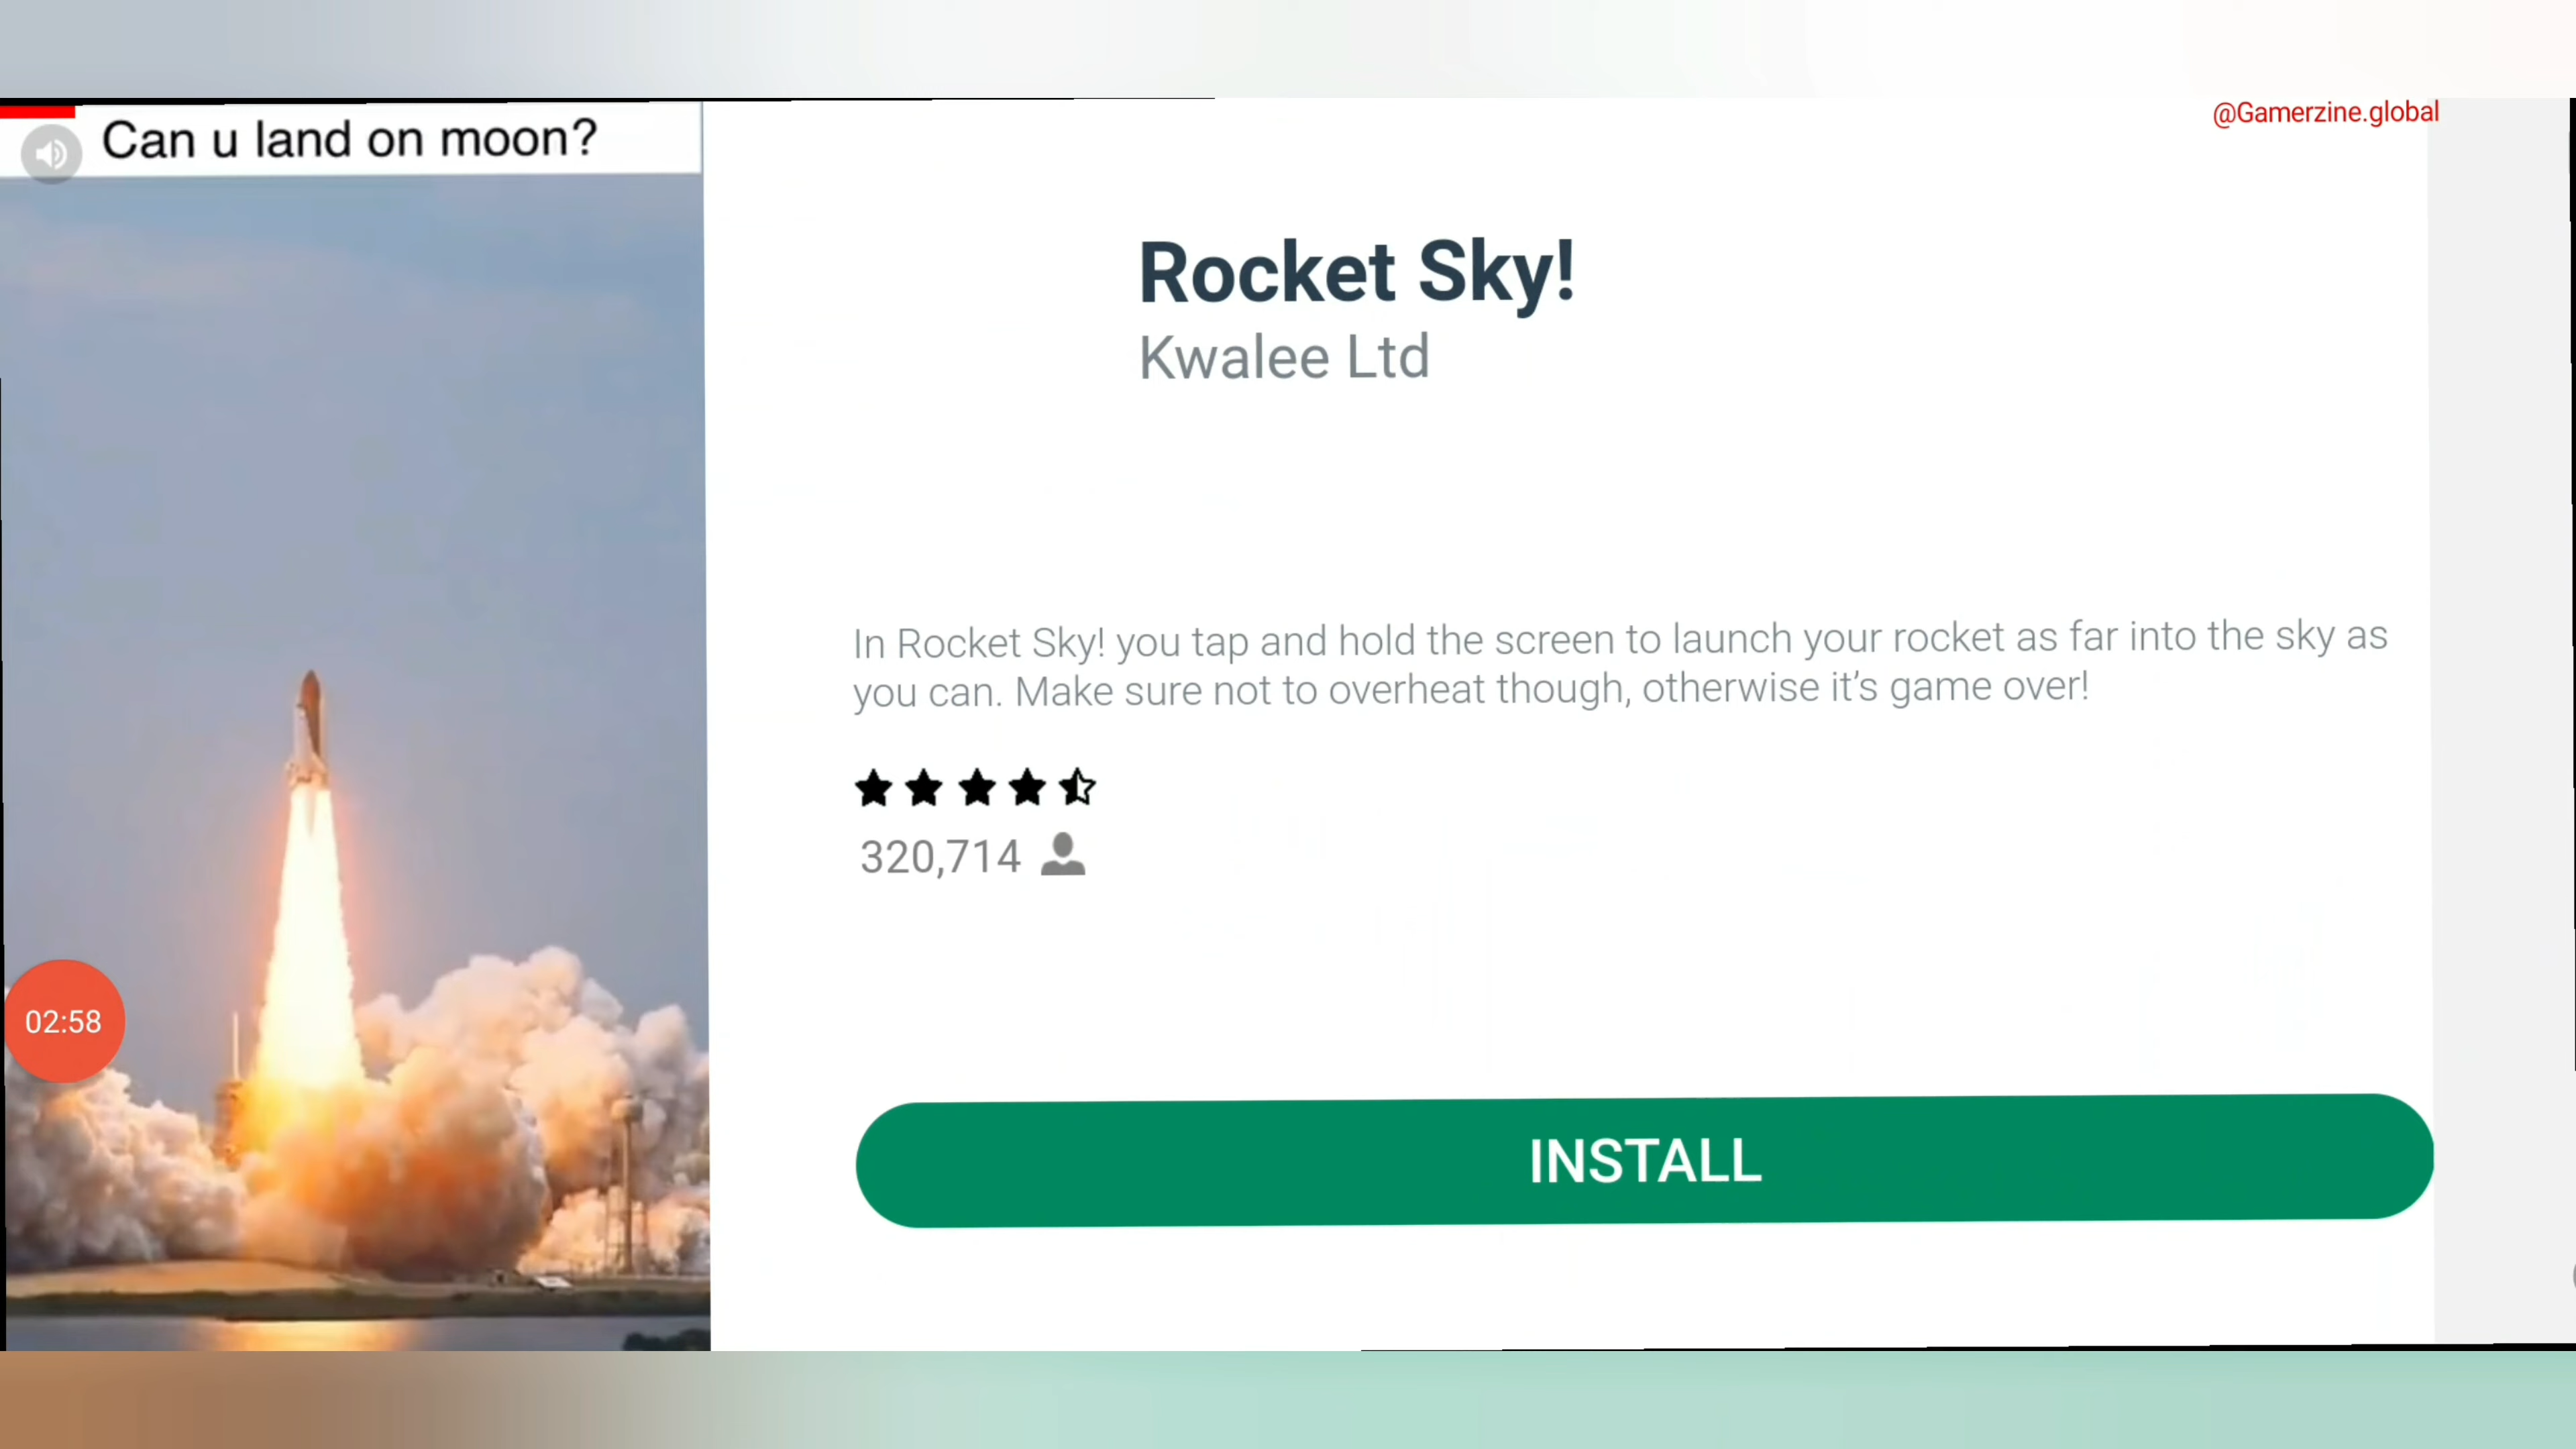 @Gamerzine.global
Can u land on moon?
Rocket Sky!
Kwalee Ltd
In Rocket Sky! you tap and hold the screen to launch your rocket as far into the sky as
you can. Make sure not to overheat though, otherwise it's game over!
320,714
02:58
INSTALL